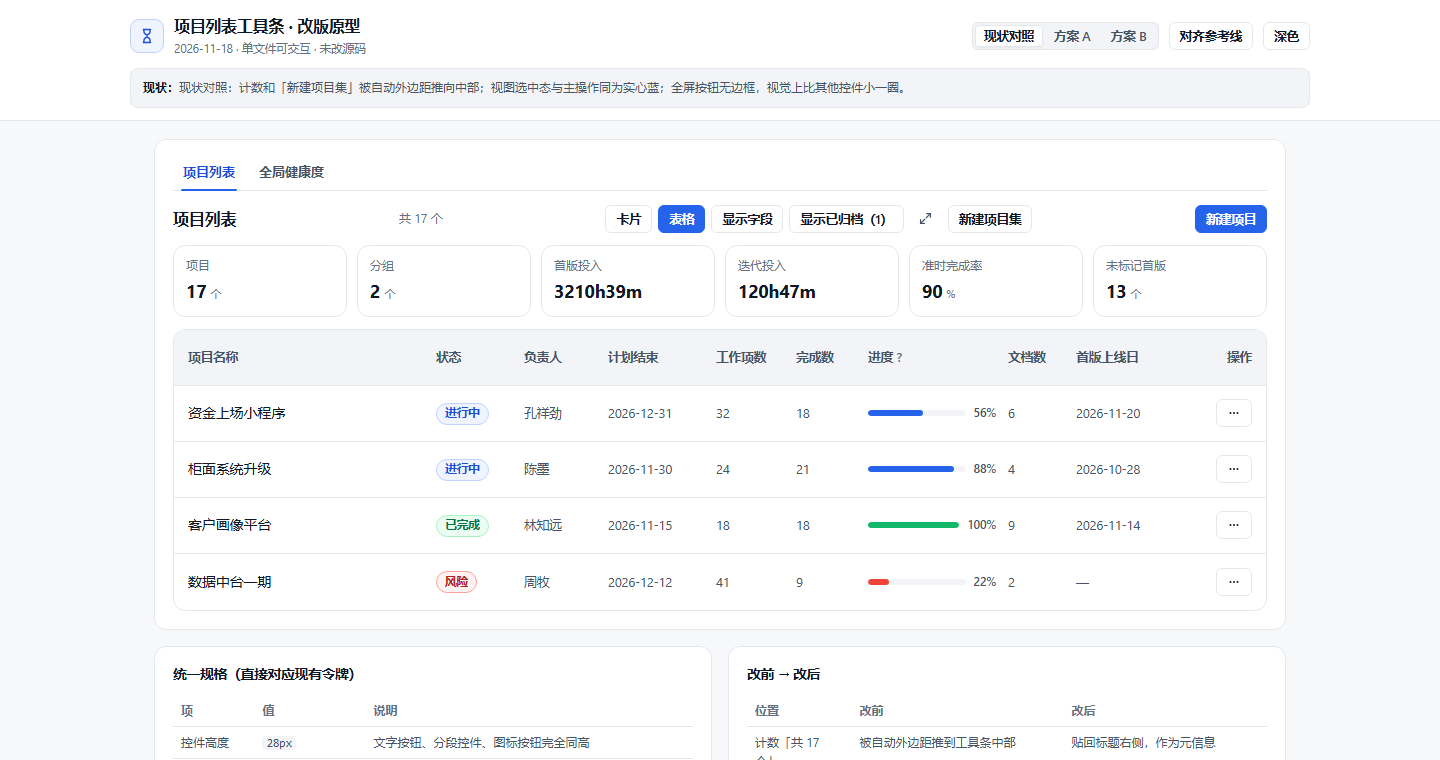 项目列表工具条 · 改版原型
2026-11-18 · 单文件可交互 · 未改源码
现状对照 方案 A 方案 B 对齐参考线 深色
现状：现状对照：计数和「新建项目集」被自动外边距推向中部；视图选中态与主操作同为实心蓝；全屏按钮无边框，视觉上比其他控件小一圈。
项目列表 全局健康度
项目列表 共 17 个 卡片 表格 显示字段 显示已归档（1） 新建项目集 新建项目
项目 分组 首版投入 迭代投入 准时完成率 未标记首版
17 个 2 个 3210h39m 120h47m 90 % 13 个
项目名称 状态 负责人 计划结束 工作项数 完成数 进度 ? 文档数 首版上线日 操作
资金上场小程序 进行中 孔祥劲 2026-12-31 32 18 56% 6 2026-11-20 ···
柜面系统升级 进行中 陈墨 2026-11-30 24 21 88% 4 2026-10-28 ···
客户画像平台 已完成 林知远 2026-11-15 18 18 100% 9 2026-11-14 ···
数据中台一期 风险 周牧 2026-12-12 41 9 22% 2 — ···
统一规格（直接对应现有令牌） 改前 → 改后
项 值 说明 位置 改前 改后
控件高度 28px 文字按钮、分段控件、图标按钮完全同高 计数「共 17 被自动外边距推到工具条中部 贴回标题右侧，作为元信息